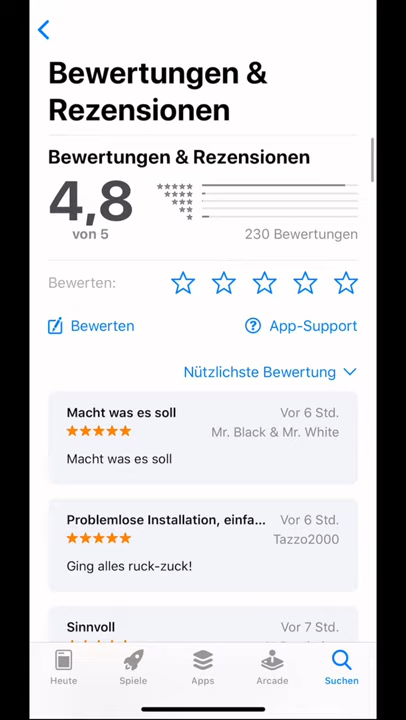 Bewertungen &
Rezensionen
Bewertungen & Rezensionen
4,8
von 5
230 Bewertungen
Bewerten:
Bewerten
App-Support
Nützlichste Bewertung
Macht was es soll
Vor 6 Std.
Mr. Black & Mr. White
Macht was es soll
Problemlose Installation, einfa...
Vor 6 Std.
Tazzo2000
Ging alles ruck-zuck!
Sinnvoll
Vor 7 Std.
Heute
Spiele
Apps
Arcade
Suchen